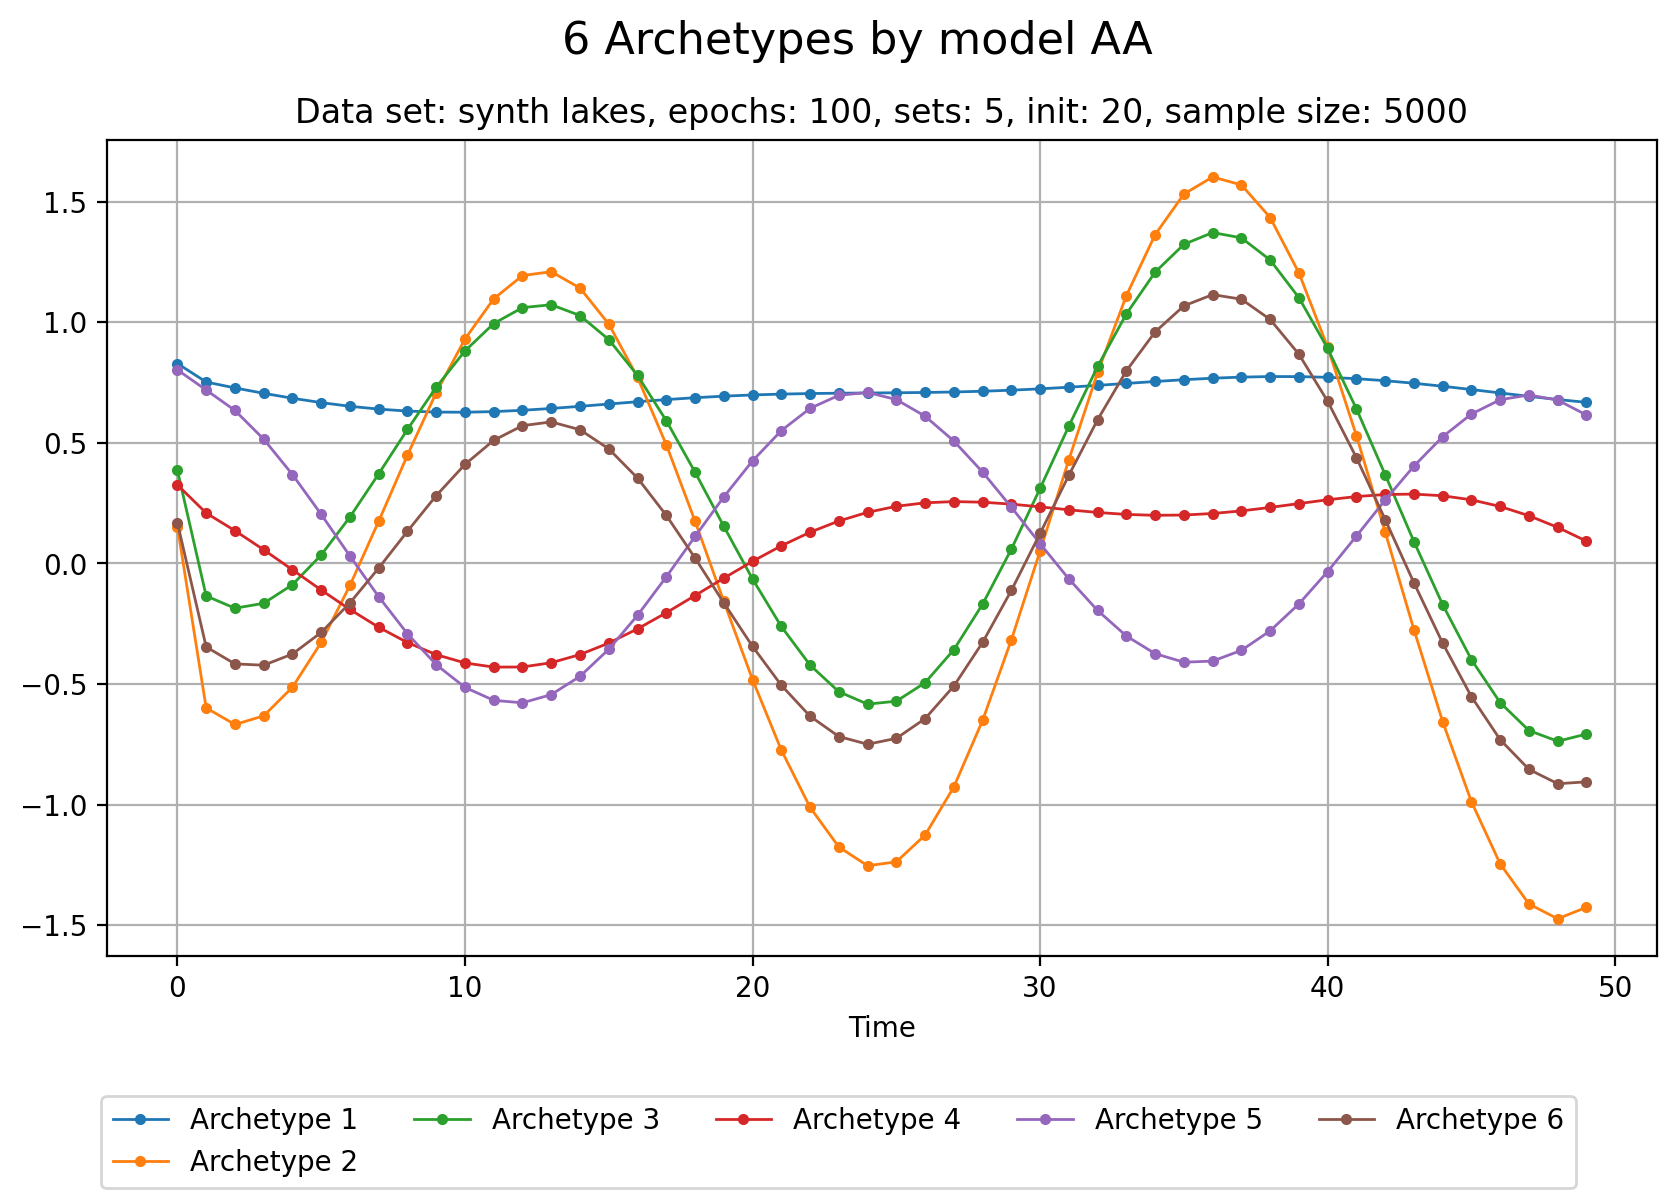 6 Archetypes by model AA
Data set: synth lakes, epochs: 100, sets: 5, init: 20, sample size: 5000
1.5
1.0
0.5
0.0
−0.5
−1.0
−1.5
0 10 20 30 40 50
Time
Archetype 1 Archetype 3 Archetype 4 Archetype 5 Archetype 6
Archetype 2